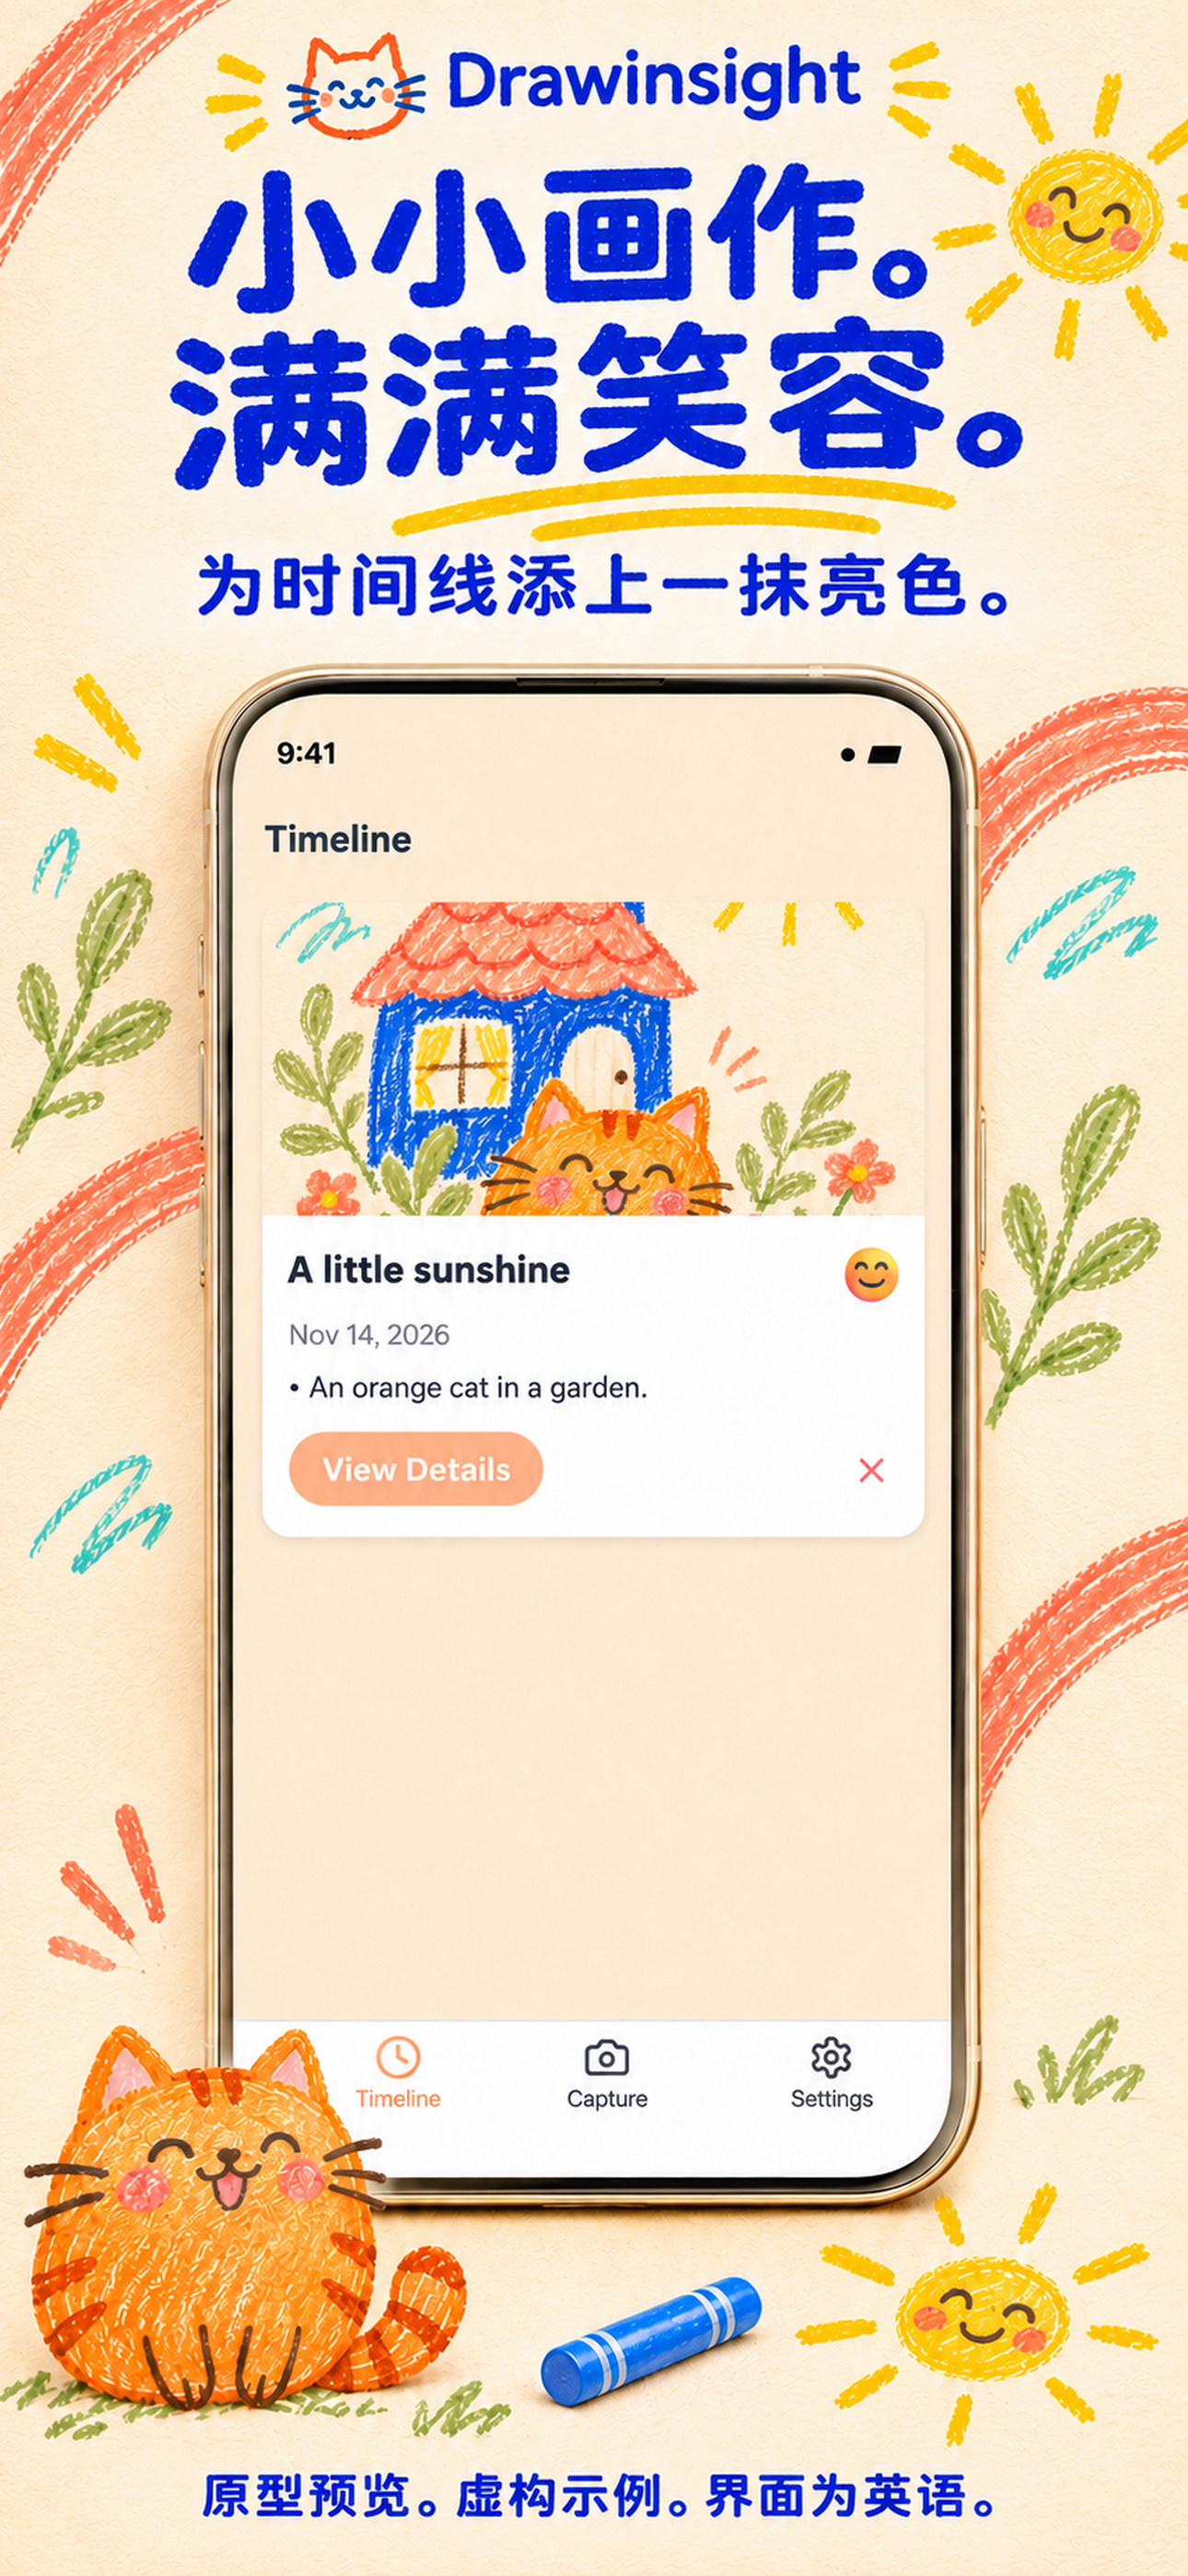 Drawinsight
小小画作。
满满笑容。
为时间线添上一抹亮色。
9:41
Timeline
A little sunshine
Nov 14, 2026
• An orange cat in a garden.
View Details
Timeline
Capture
Settings
原型预览。虚构示例。界面为英语。